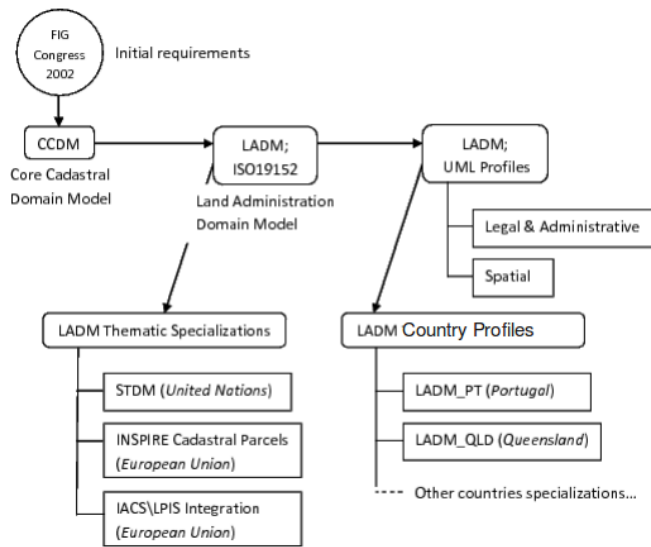 FIG
Congress
2002
Initial requirements
CCDM
Core Cadastral
Domain Model
LADM;
ISO19152
Land Administration
Domain Model
LADM;
UML Profiles
Legal & Administrative
Spatial
LADM Thematic Specializations
STDM (United Nations)
INSPIRE Cadastral Parcels
(European Union)
IACS\LPIS Integration
(European Union)
LADM Country Profiles
LADM_PT (Portugal)
LADM_QLD (Queensland)
Other countries specializations...